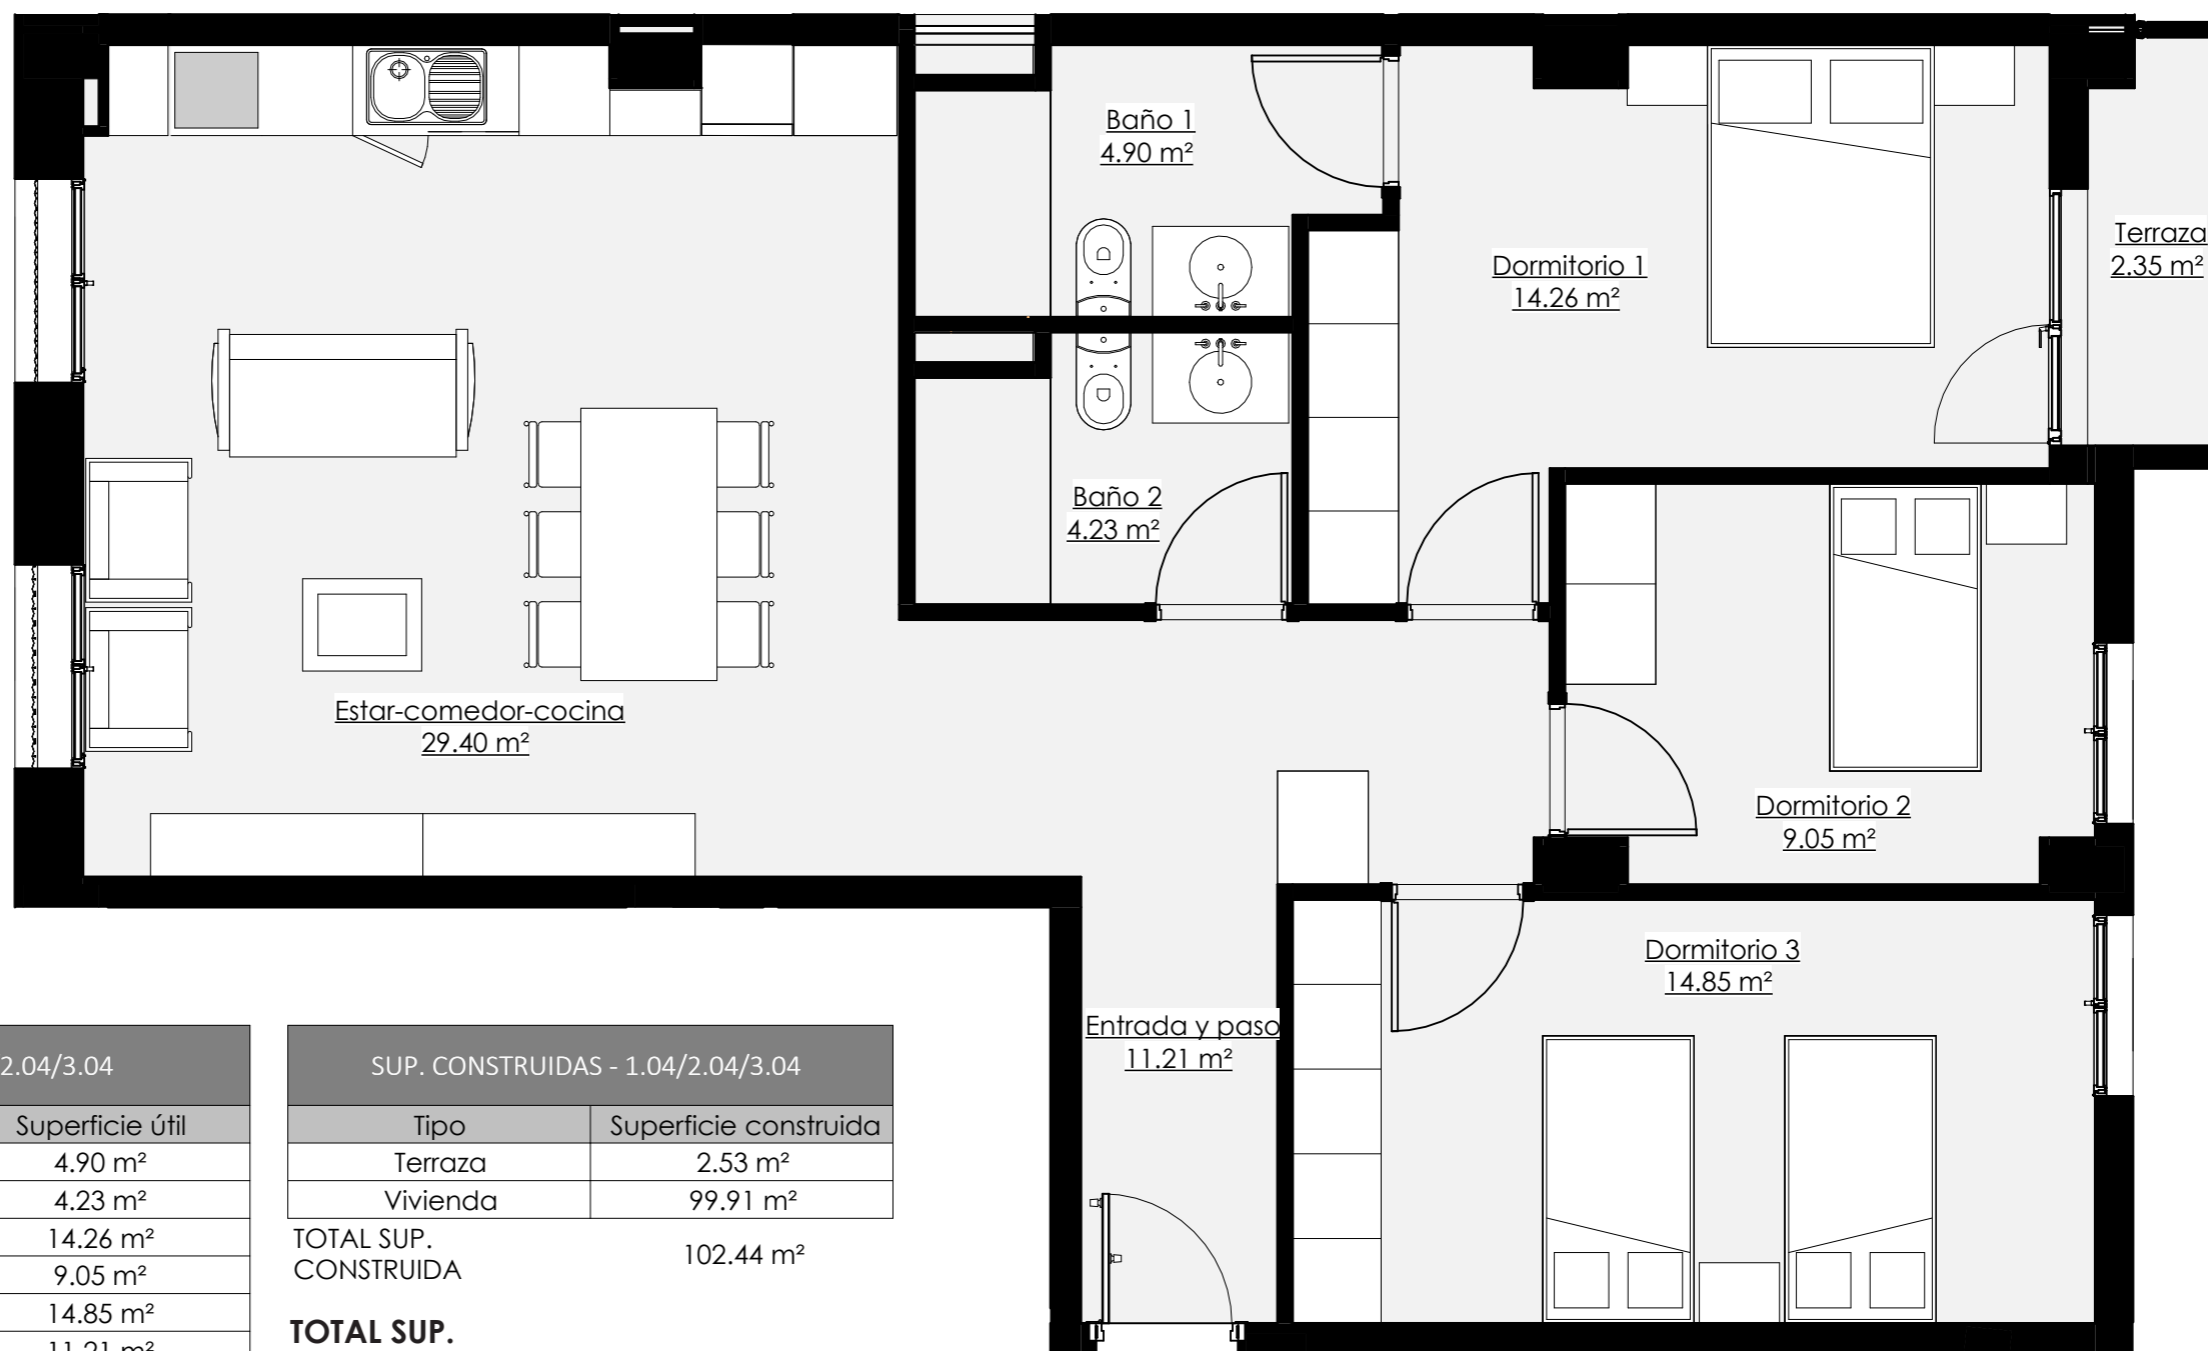 Baño 1
4.90 m²
Terraza
2.35 m²
Dormitorio 1
14.26 m²
Baño 2
4.23 m²
Estar-comedor-cocina
29.40 m²
Dormitorio 2
9.05 m²
Dormitorio 3
14.85 m²
Entrada y paso
11.21 m²
2.04/3.04
Superficie útil
4.90 m²
4.23 m²
14.26 m²
9.05 m²
14.85 m²
11.21 m²
SUP. CONSTRUIDAS - 1.04/2.04/3.04
Tipo Superficie construida
Terraza 2.53 m²
Vivienda 99.91 m²
TOTAL SUP.
CONSTRUIDA 102.44 m²
TOTAL SUP.